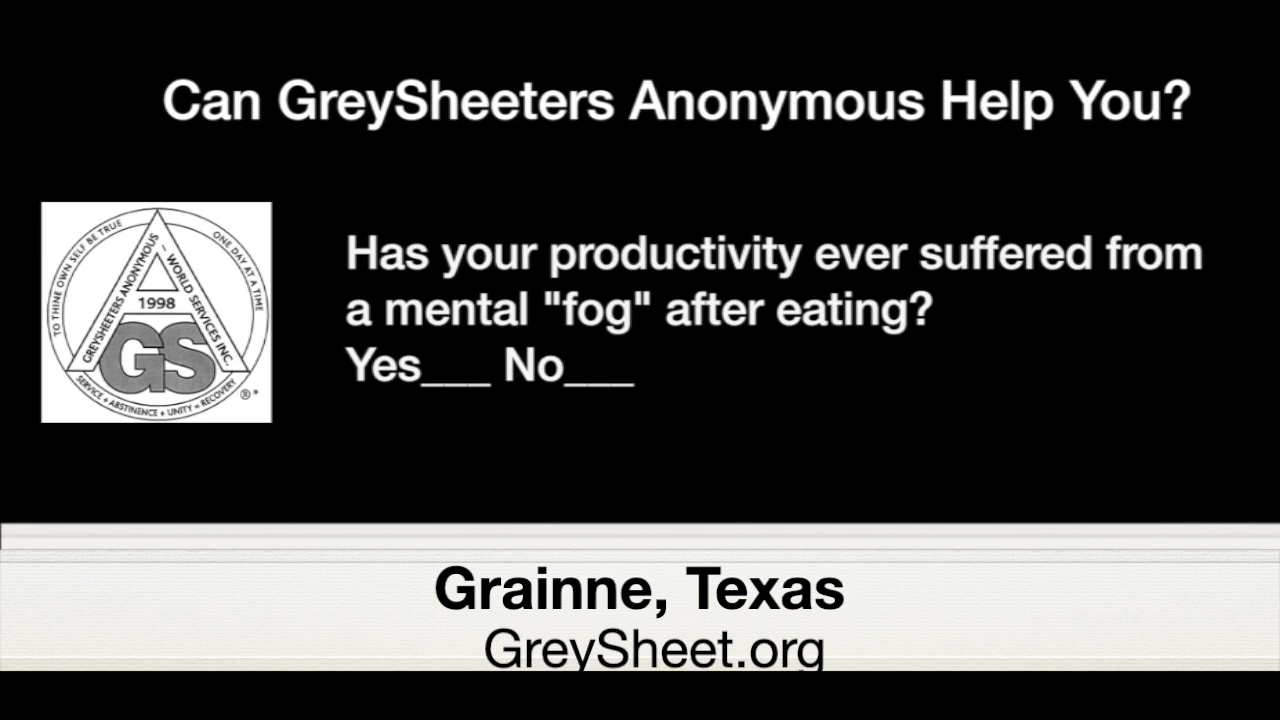 Can GreySheeters Anonymous Help You?
TO THINE OWN SELF BE TRUE
ONE DAY AT A TIME
GREYSHEETERS ANONYMOUS – WORLD SERVICES INC.
1998
GS
SERVICE + ABSTINENCE + UNITY = RECOVERY
®*
Has your productivity ever suffered from
a mental "fog" after eating?
Yes___ No___
Grainne, Texas
GreySheet.org